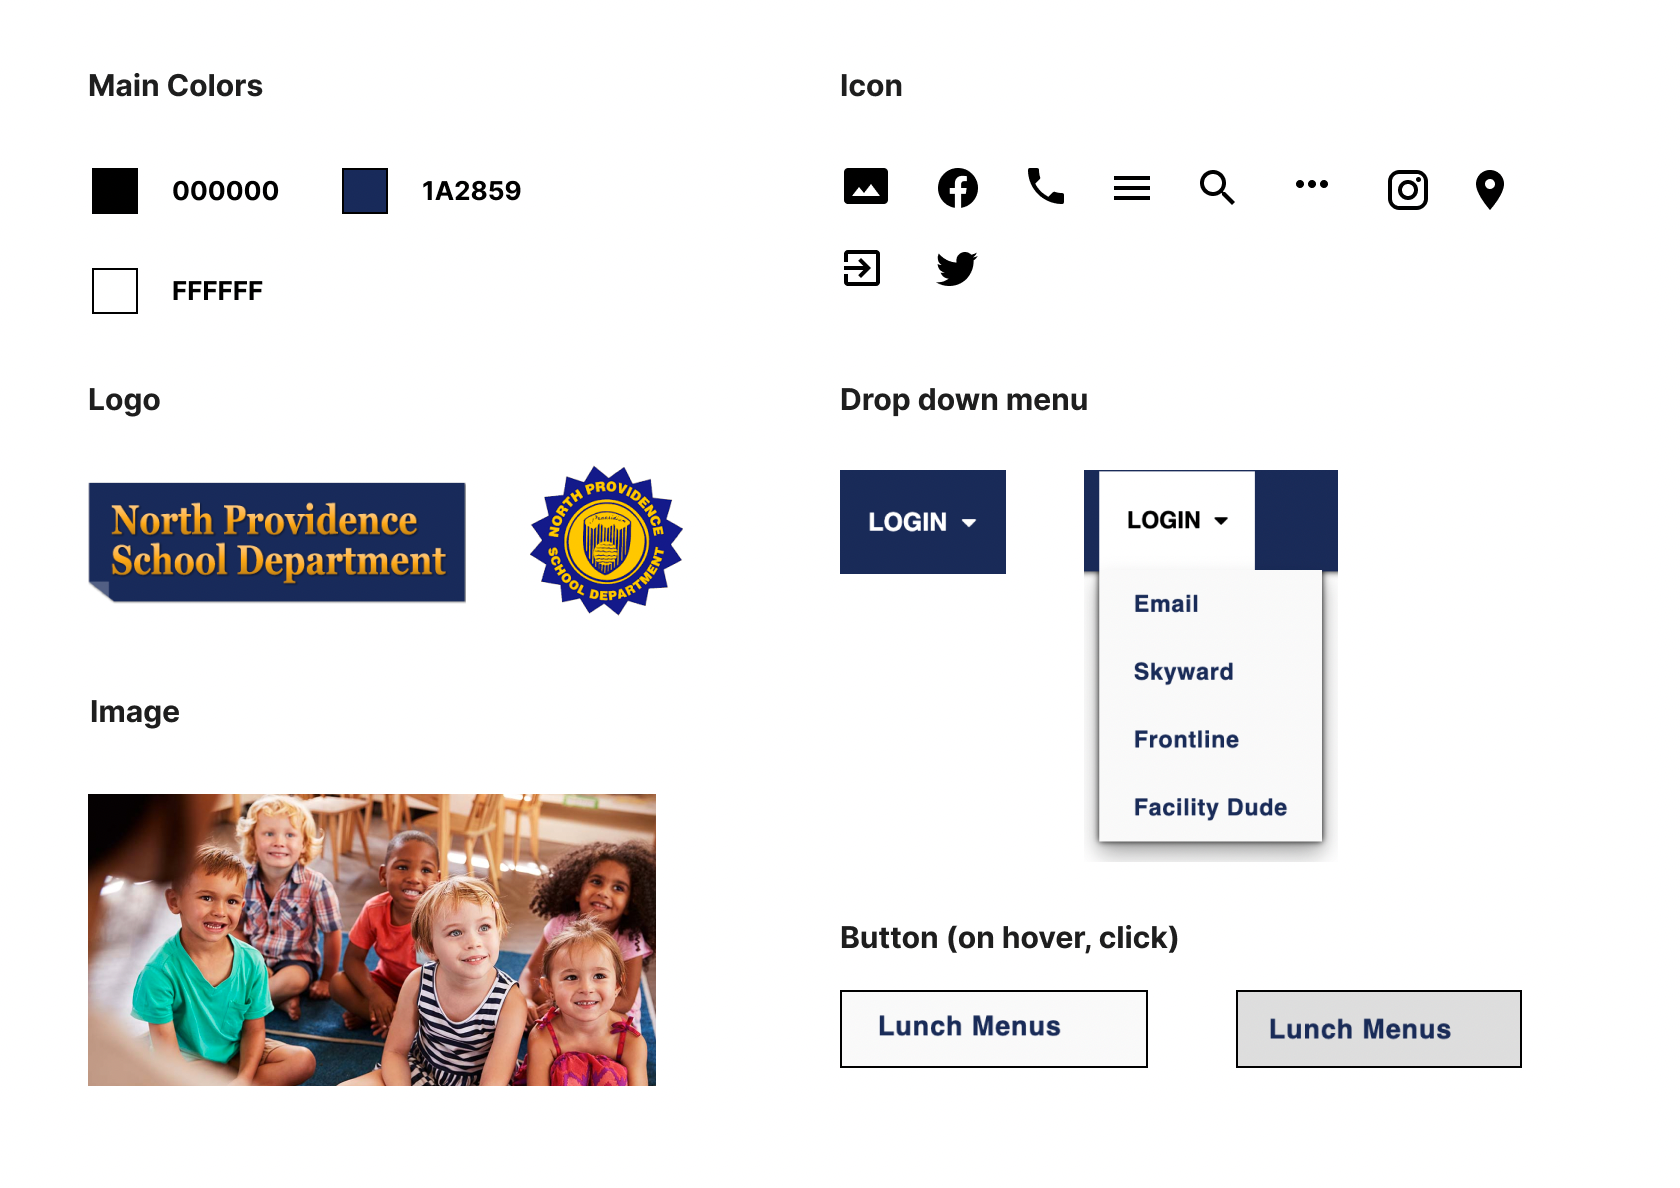 Main Colors
000000
1A2859
FFFFFF
Logo
North Providence
School Department
NORTH PROVIDENCE
SCHOOL DEPARTMENT
Image
Icon
Drop down menu
LOGIN
LOGIN
Email
Skyward
Frontline
Facility Dude
Button (on hover, click)
Lunch Menus
Lunch Menus